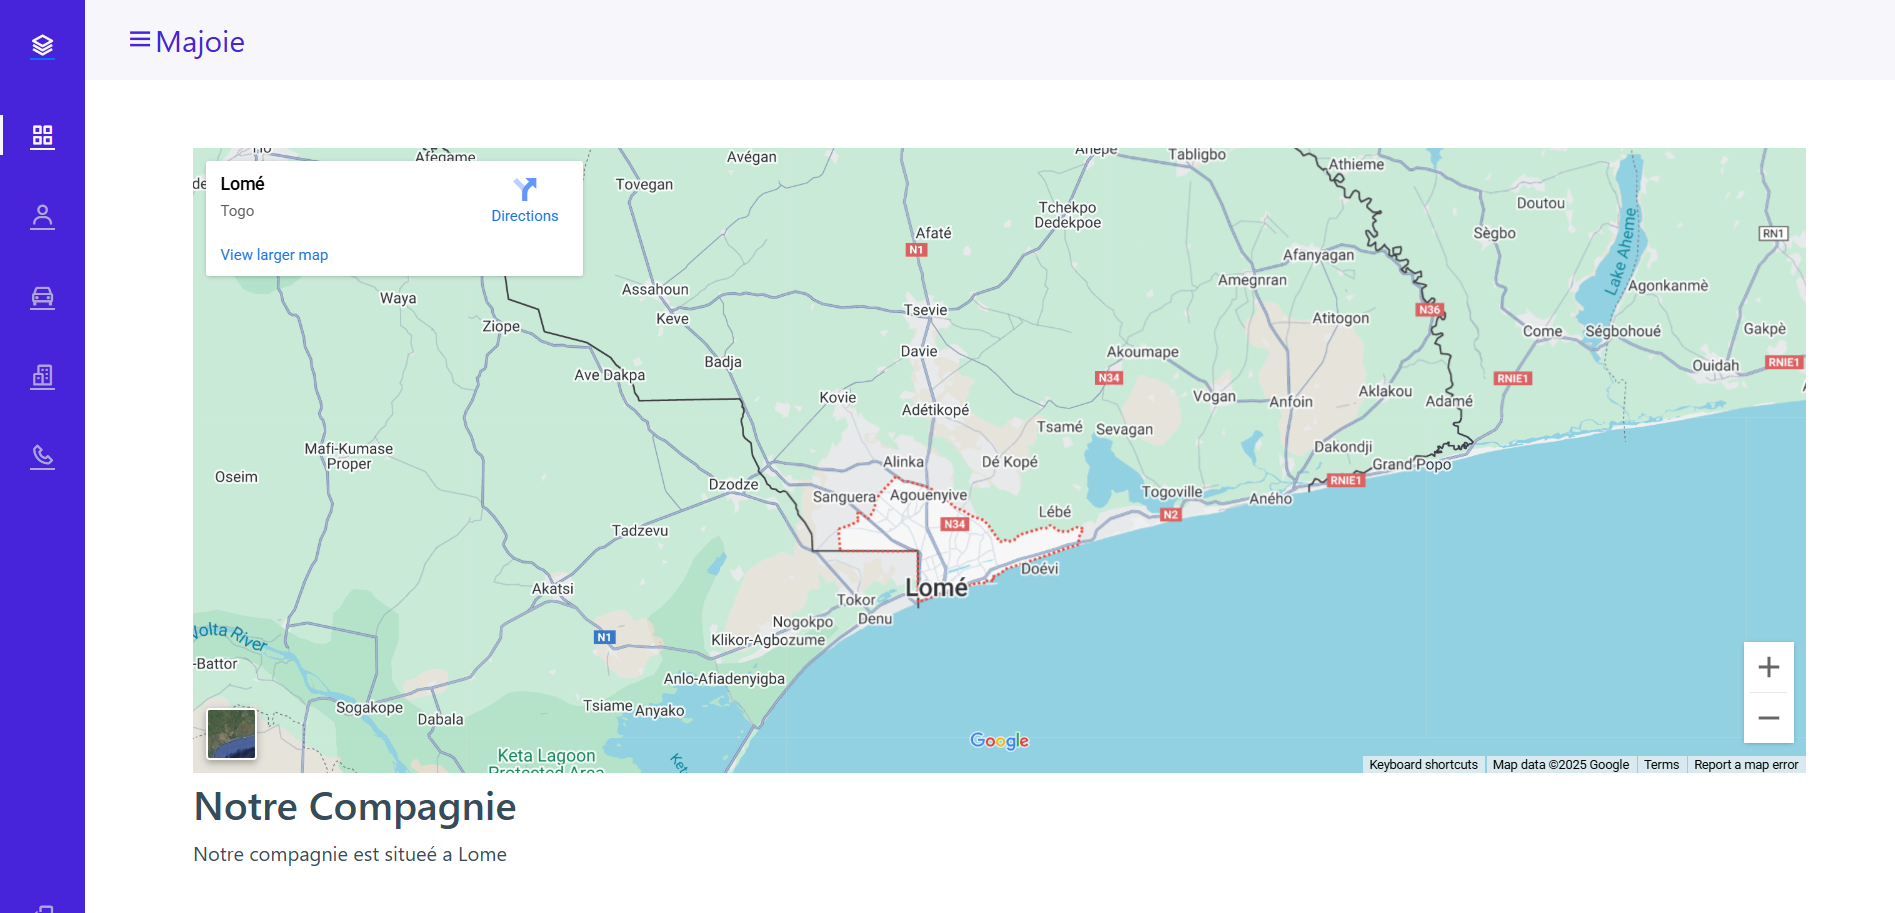 Majoie
Afegame
Avégan
Tabligbo
Athieme
Lomé
Togo
Directions
View larger map
Tovegan
Tchekpo
Dedekpoe
Doutou
Afaté
N1
Sègbo
RN1
Lake Aheme
Afanyagan
Amegnran
Agonkanmè
Assahoun
Waya
Keve
Tsevie
N36
Atitogon
Ziope
Come
Ségbohoué
Gakpè
Davie
Akoumape
Badja
Ouidah
RNIE1
Ave Dakpa
N34
RNIE1
Kovie
Vogan
Anfoin
Aklakou
Adamé
Adétikopé
Tsamé
Sevagan
Mafi-Kumase
Proper
Dakondji
Alinka
Dé Kopé
Grand Popo
Oseim
Dzodze
RNIE1
Sanguera
Agouenyive
Togoville
Aného
Lébé
N2
N34
Tadzevu
Doévi
Akatsi
Lomé
Tokor
Denu
Nogokpo
Volta River
N1
Klikor-Agbozume
-Battor
Anlo-Afiadenyigba
Sogakope
Tsiame
Anyako
Dabala
Google
Keta Lagoon
Protected Area
Keyboard shortcuts
Map data ©2025 Google
Terms
Report a map error
Notre Compagnie
Notre compagnie est situeé a Lome